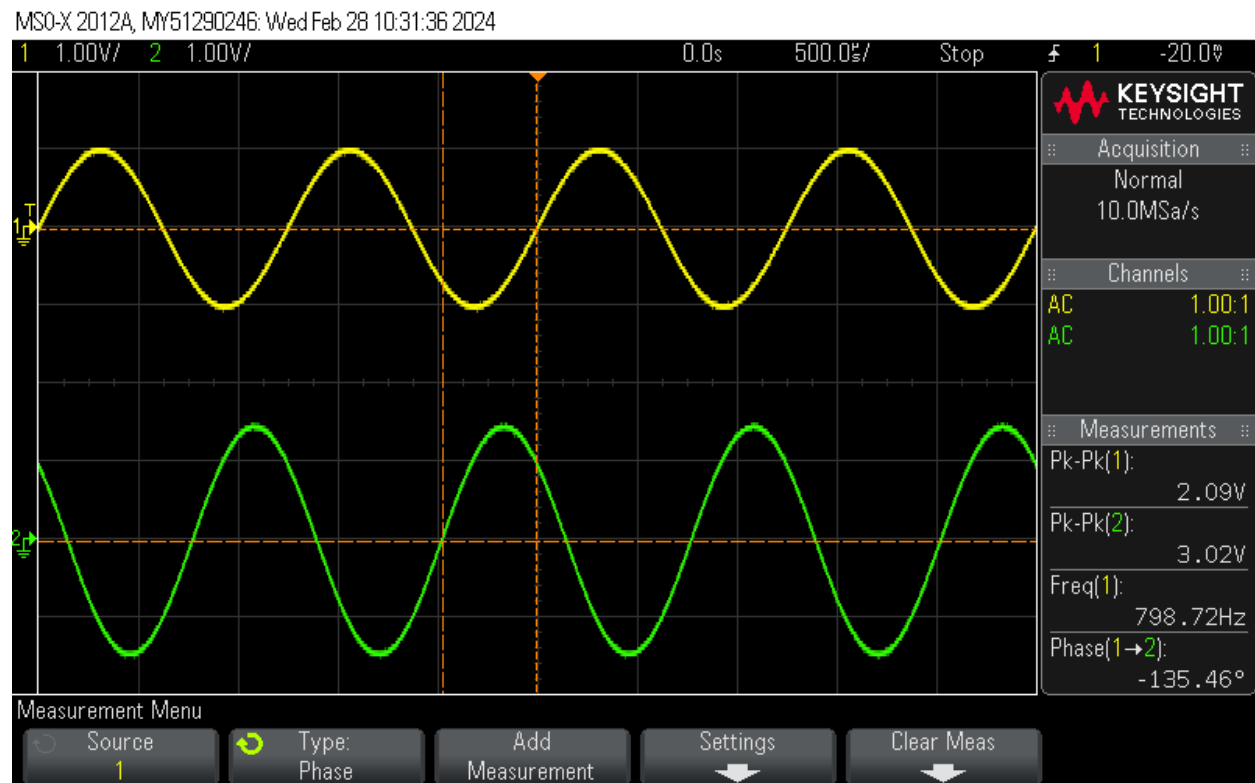 MSO-X 2012A, MY51290246: Wed Feb 28 10:31:36 2024
1 1.00V/ 2 1.00V/ 0.0s 500.0µs/ Stop 1 -20.0mV
KEYSIGHT
TECHNOLOGIES
Acquisition
Normal
10.0MSa/s
T
1
Channels
AC 1.00:1
AC 1.00:1
Measurements
Pk-Pk(1):
2.09V
Pk-Pk(2):
3.02V
2
Freq(1):
798.72Hz
Phase(1→2):
-135.46°
Measurement Menu
Source
1
Type:
Phase
Add
Measurement
Settings
Clear Meas